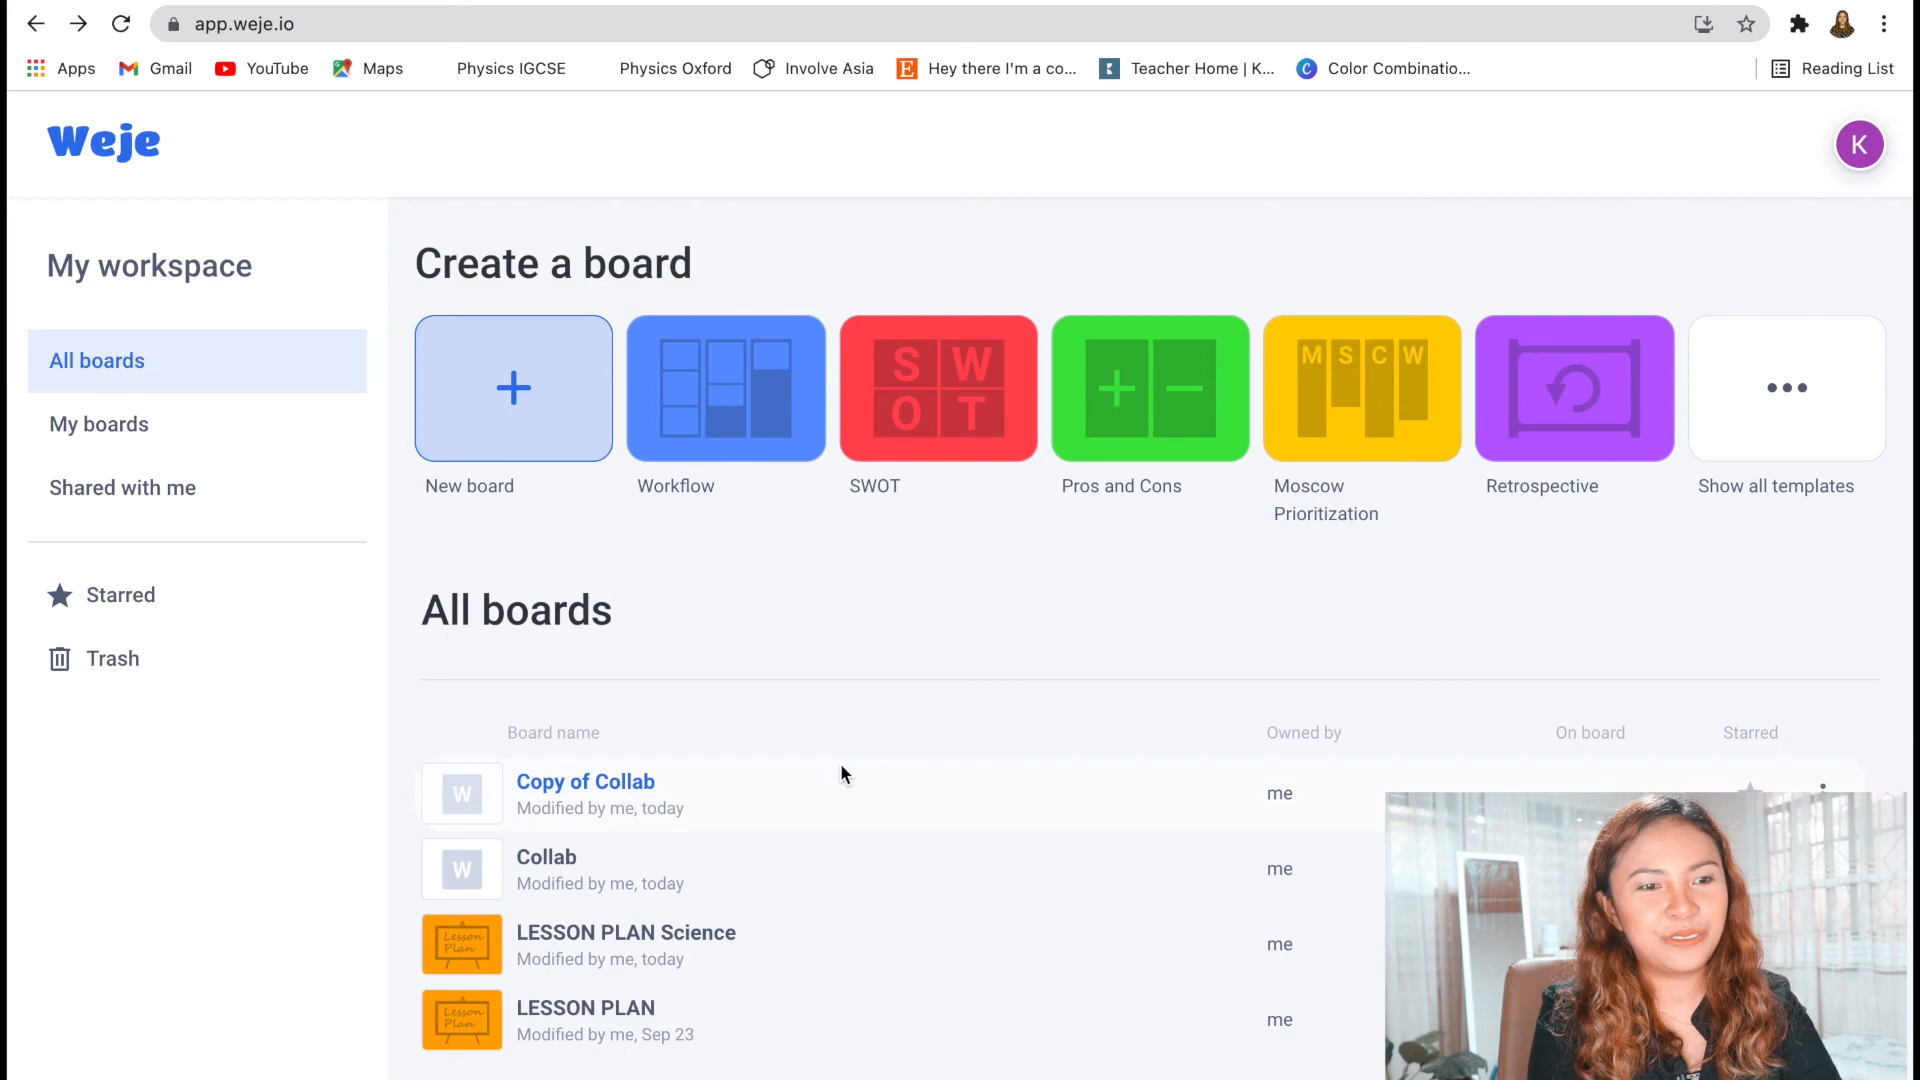 app.weje.io
Apps Gmail YouTube Maps Physics IGCSE Physics Oxford Involve Asia Hey there I'm a co... Teacher Home | K... Color Combinatio... Reading List
Weje
K
My workspace
All boards
My boards
Shared with me
Starred
Trash
Create a board
S W
O T
M S C W
New board
Workflow
SWOT
Pros and Cons
Moscow
Prioritization
Retrospective
Show all templates
All boards
Board name Owned by On board Starred
W
Copy of Collab
Modified by me, today
me
W
Collab
Modified by me, today
me
Lesson
Plan
LESSON PLAN Science
Modified by me, today
me
Lesson
Plan
LESSON PLAN
Modified by me, Sep 23
me